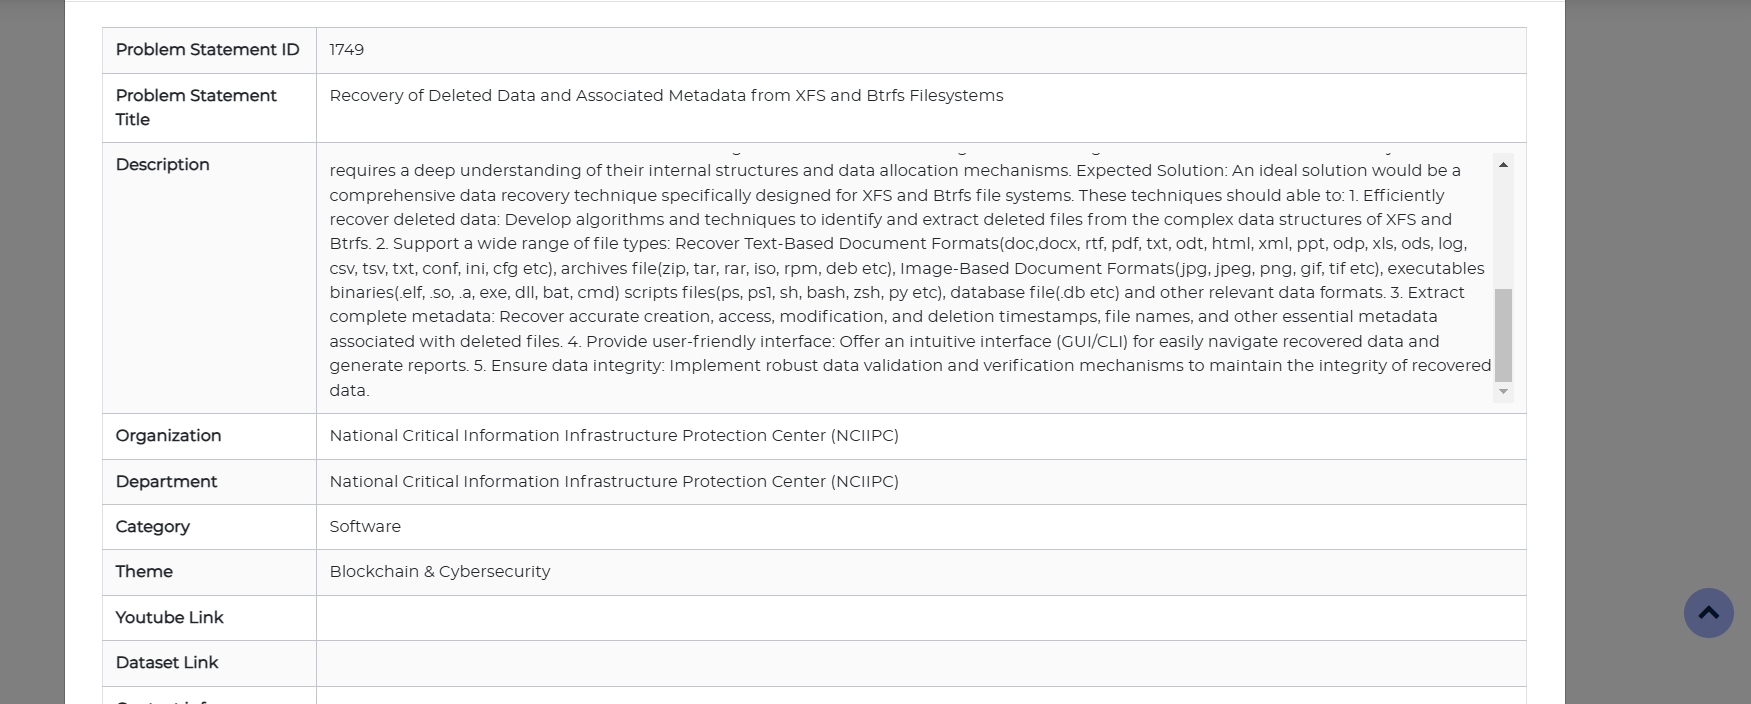 Problem Statement ID 1749
Problem Statement Title Recovery of Deleted Data and Associated Metadata from XFS and Btrfs Filesystems
Description
requires a deep understanding of their internal structures and data allocation mechanisms. Expected Solution: An ideal solution would be a
comprehensive data recovery technique specifically designed for XFS and Btrfs file systems. These techniques should able to: 1. Efficiently
recover deleted data: Develop algorithms and techniques to identify and extract deleted files from the complex data structures of XFS and
Btrfs. 2. Support a wide range of file types: Recover Text-Based Document Formats(doc,docx, rtf, pdf, txt, odt, html, xml, ppt, odp, xls, ods, log,
csv, tsv, txt, conf, ini, cfg etc), archives file(zip, tar, rar, iso, rpm, deb etc), Image-Based Document Formats(jpg, jpeg, png, gif, tif etc), executables
binaries(.elf, .so, .a, exe, dll, bat, cmd) scripts files(ps, ps1, sh, bash, zsh, py etc), database file(.db etc) and other relevant data formats. 3. Extract
complete metadata: Recover accurate creation, access, modification, and deletion timestamps, file names, and other essential metadata
associated with deleted files. 4. Provide user-friendly interface: Offer an intuitive interface (GUI/CLI) for easily navigate recovered data and
generate reports. 5. Ensure data integrity: Implement robust data validation and verification mechanisms to maintain the integrity of recovered
data.
Organization National Critical Information Infrastructure Protection Center (NCIIPC)
Department National Critical Information Infrastructure Protection Center (NCIIPC)
Category Software
Theme Blockchain & Cybersecurity
Youtube Link
Dataset Link